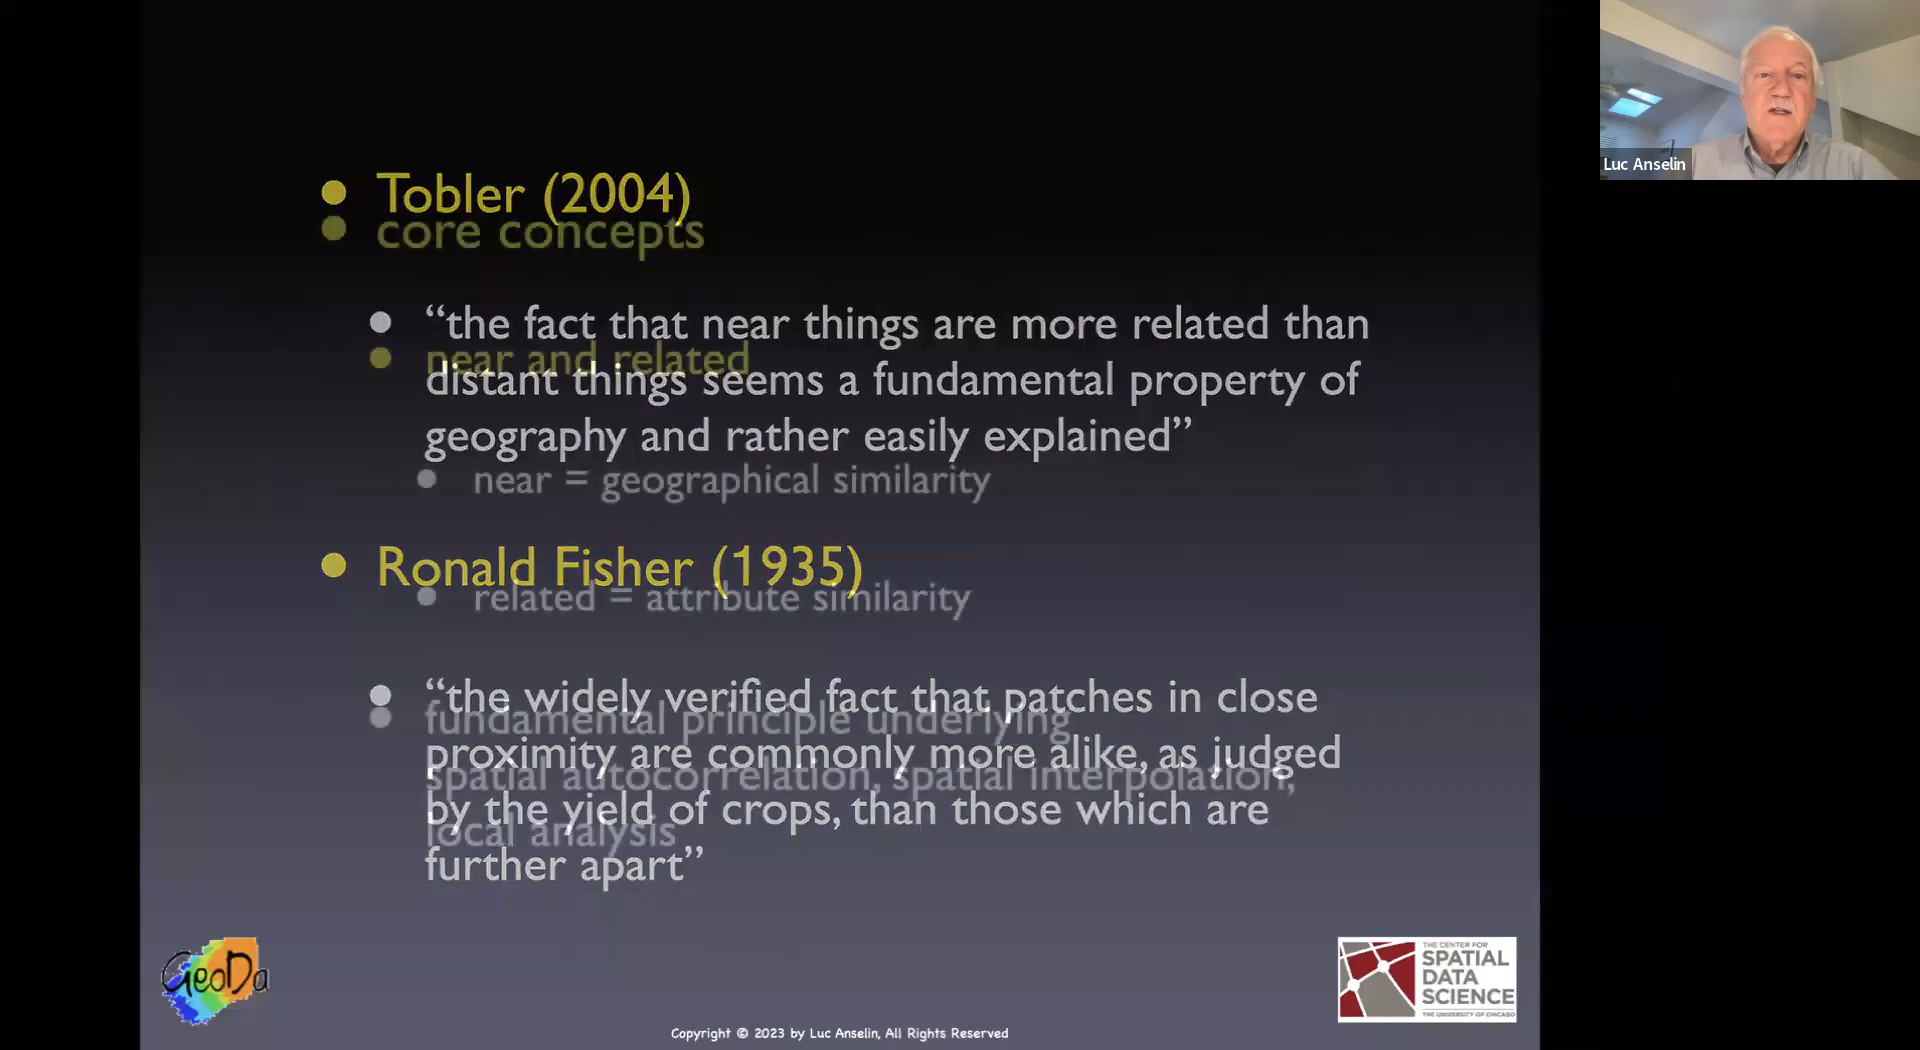 Luc Anselin
• Tobler (2004)
• core concepts
• “the fact that near things are more related than
• near and related
distant things seems a fundamental property of
geography and rather easily explained”
• near = geographical similarity
• Ronald Fisher (1935)
• related = attribute similarity
• “the widely verified fact that patches in close
• fundamental principle underlying
proximity are commonly more alike, as judged
spatial autocorrelation, spatial interpolation,
by the yield of crops, than those which are
local analysis
further apart”
GeoDa
THE CENTER FOR
SPATIAL
DATA
SCIENCE
THE UNIVERSITY OF CHICAGO
Copyright © 2023 by Luc Anselin, All Rights Reserved